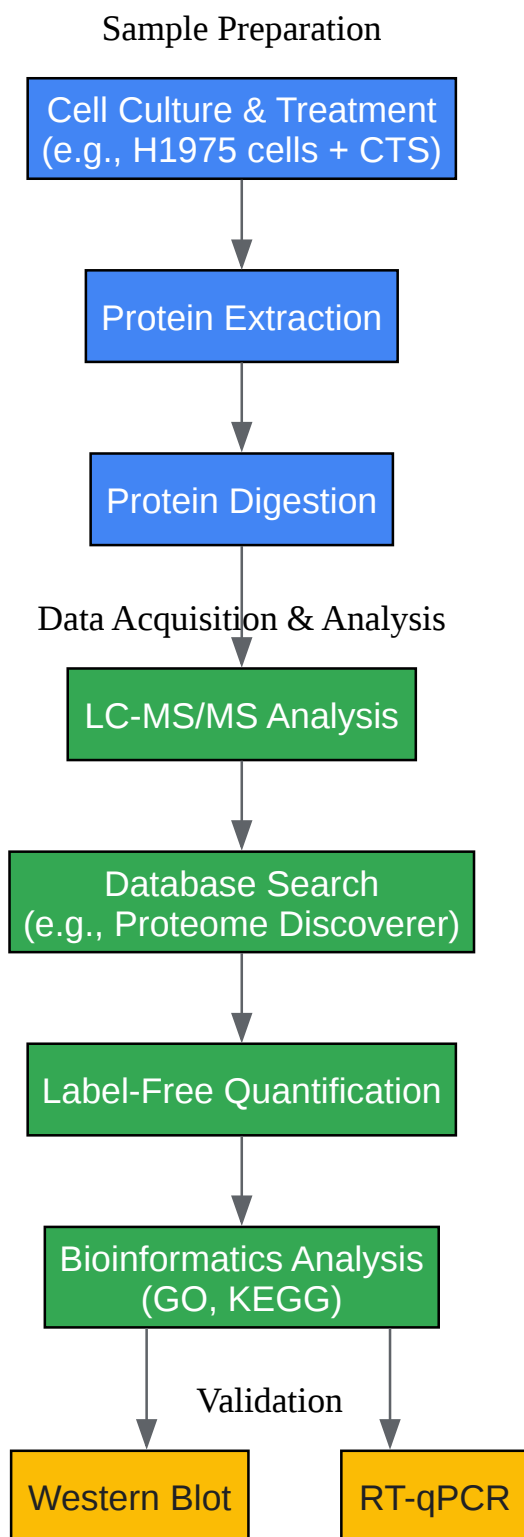 Sample Preparation
Cell Culture & Treatment
(e.g., H1975 cells + CTS)
Protein Extraction
Protein Digestion
Data Acquisition & Analysis
LC-MS/MS Analysis
Database Search
(e.g., Proteome Discoverer)
Label-Free Quantification
Bioinformatics Analysis
(GO, KEGG)
Validation
Western Blot
RT-qPCR